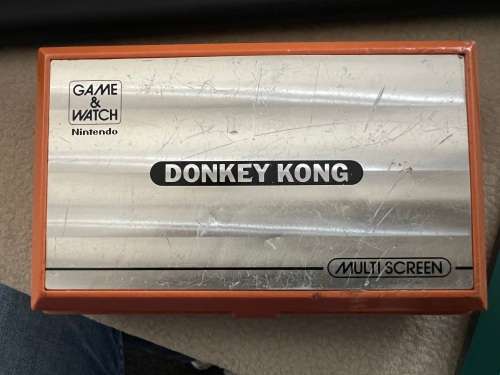 GAME
&
WATCH
Nintendo
DONKEY KONG
MULTI SCREEN